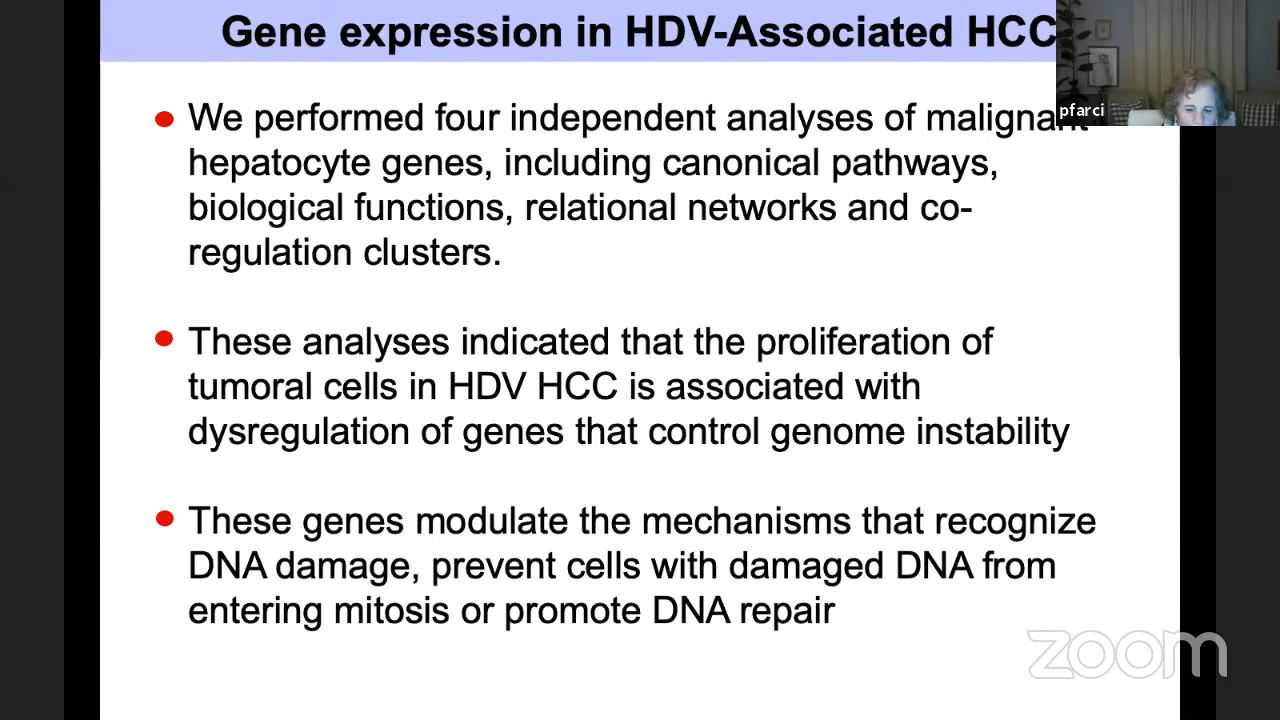 Gene expression in HDV-Associated HCC
pfarci
We performed four independent analyses of malignant
hepatocyte genes, including canonical pathways,
biological functions, relational networks and co-
regulation clusters.
These analyses indicated that the proliferation of
tumoral cells in HDV HCC is associated with
dysregulation of genes that control genome instability
These genes modulate the mechanisms that recognize
DNA damage, prevent cells with damaged DNA from
entering mitosis or promote DNA repair
zoom